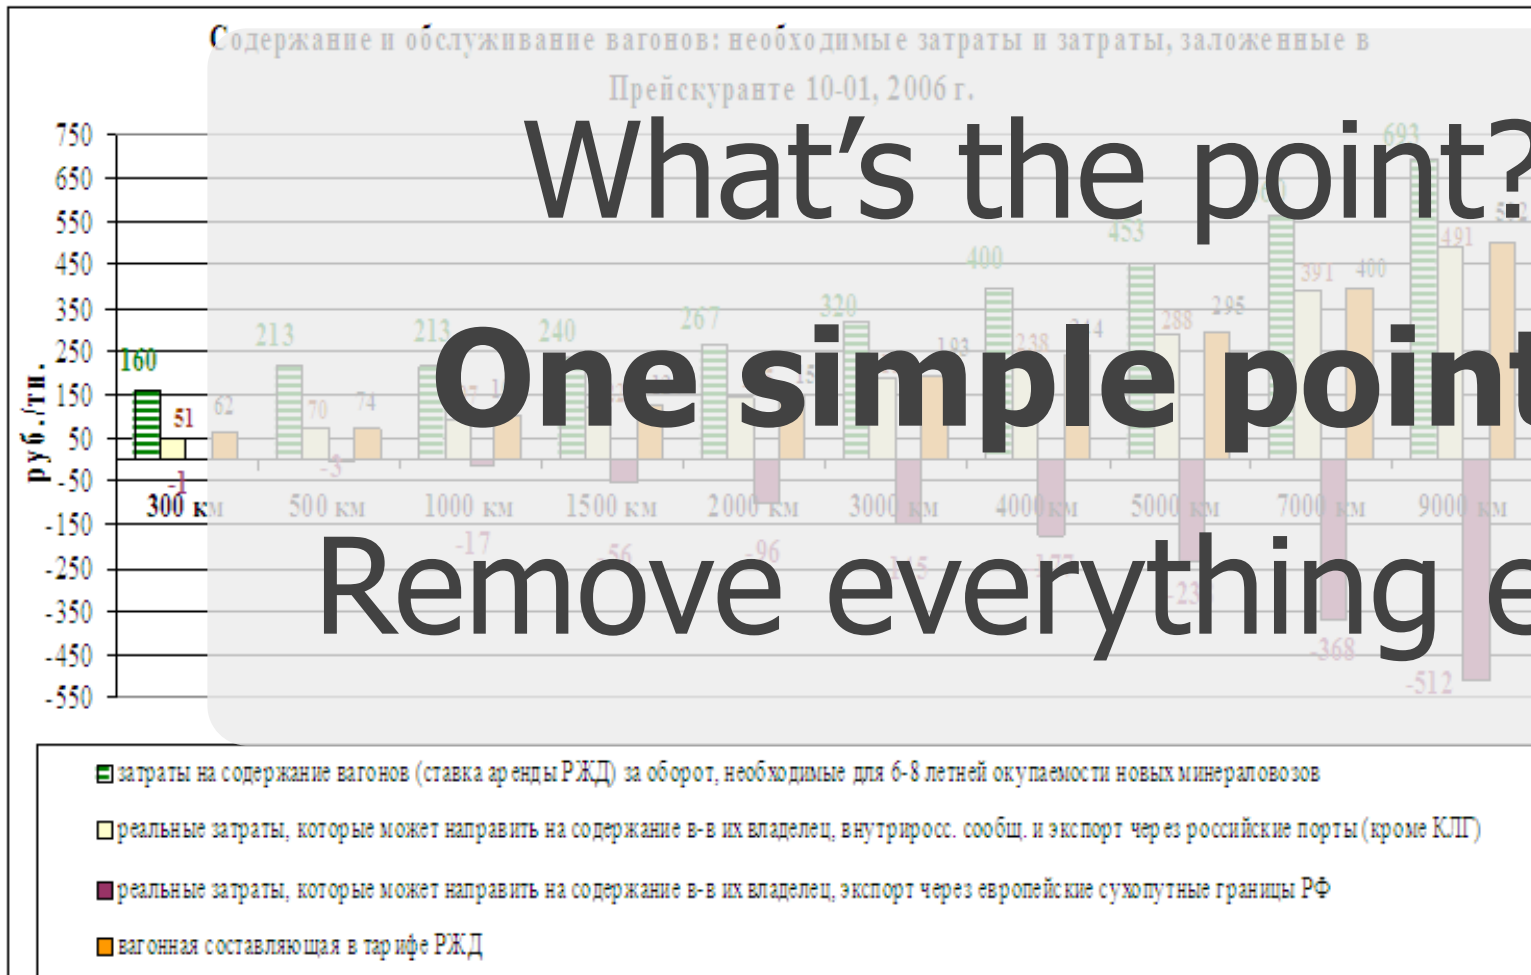 Содержание и обслуживание вагонов: необходимые затраты и затраты, заложенные в
Прейскуранте 10-01, 2006 г.
What’s the point?
One simple point
Remove everything
руб./тн.
750
650
550
450
350
250
150
50
-50
-150
-250
-350
-450
-550
160 213 213 240 267 320 400 453 693
51 70 238 288 391 491
62 74 193 295 400
-1 -3 -17 -56 -96 -177 -368 -512
300 км 500 км 1000 км 1500 км 2000 км 3000 км 4000 км 5000 км 7000 км 9000 км
затраты на содержание вагонов (ставка аренды РЖД) за оборот, необходимые для 6-8 летней окупаемости новых минераловозов
реальные затраты, которые может направить на содержание в-в их владелец, внутриросс. сообщ. и экспорт через российские порты (кроме КЛГ)
реальные затраты, которые может направить на содержание в-в их владелец, экспорт через европейские сухопутные границы РФ
вагонная составляющая в тарифе РЖД